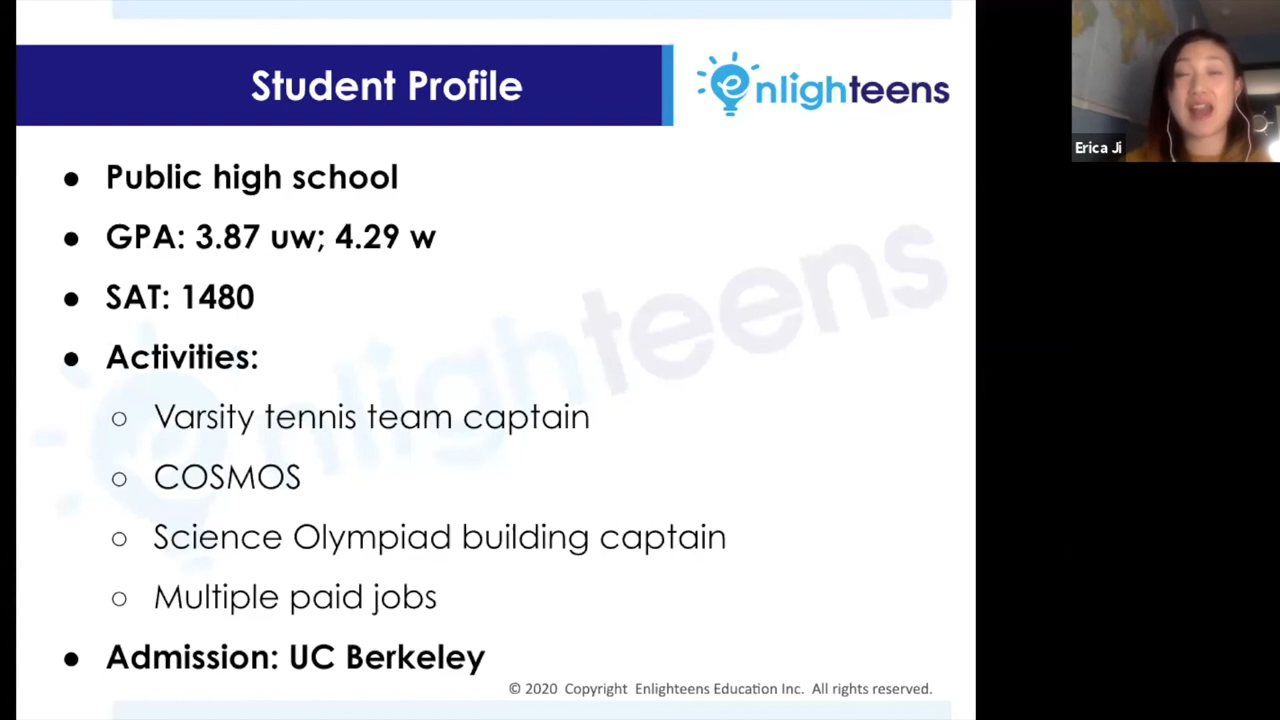 Student Profile
enlighteens
● Public high school
● GPA: 3.87 uw; 4.29 w
● SAT: 1480
● Activities:
○ Varsity tennis team captain
○ COSMOS
○ Science Olympiad building captain
○ Multiple paid jobs
● Admission: UC Berkeley
© 2020 Copyright Enlighteens Education Inc. All rights reserved.
enlighteens
Erica Ji